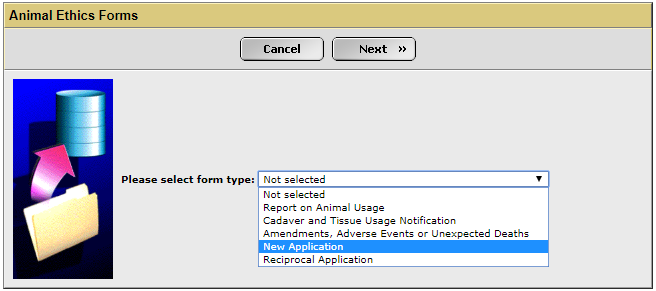 Animal Ethics Forms
Cancel Next »
Please select form type: Not selected ▼
Not selected
Report on Animal Usage
Cadaver and Tissue Usage Notification
Amendments, Adverse Events or Unexpected Deaths
New Application
Reciprocal Application